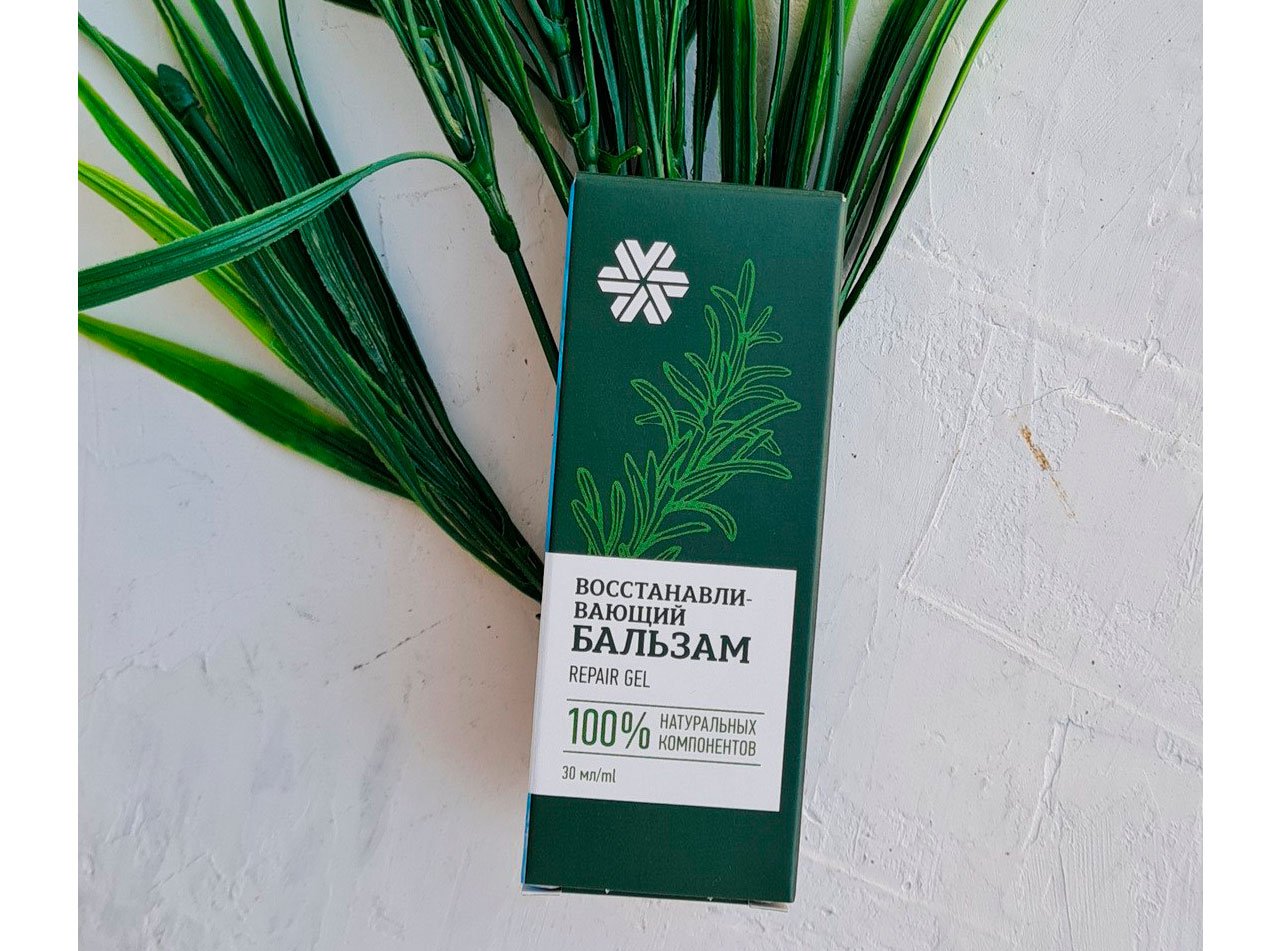 ВОССТАНАВЛИ-
ВАЮЩИЙ
БАЛЬЗАМ
REPAIR GEL
100% НАТУРАЛЬНЫХ
КОМПОНЕНТОВ
30 мл/ml